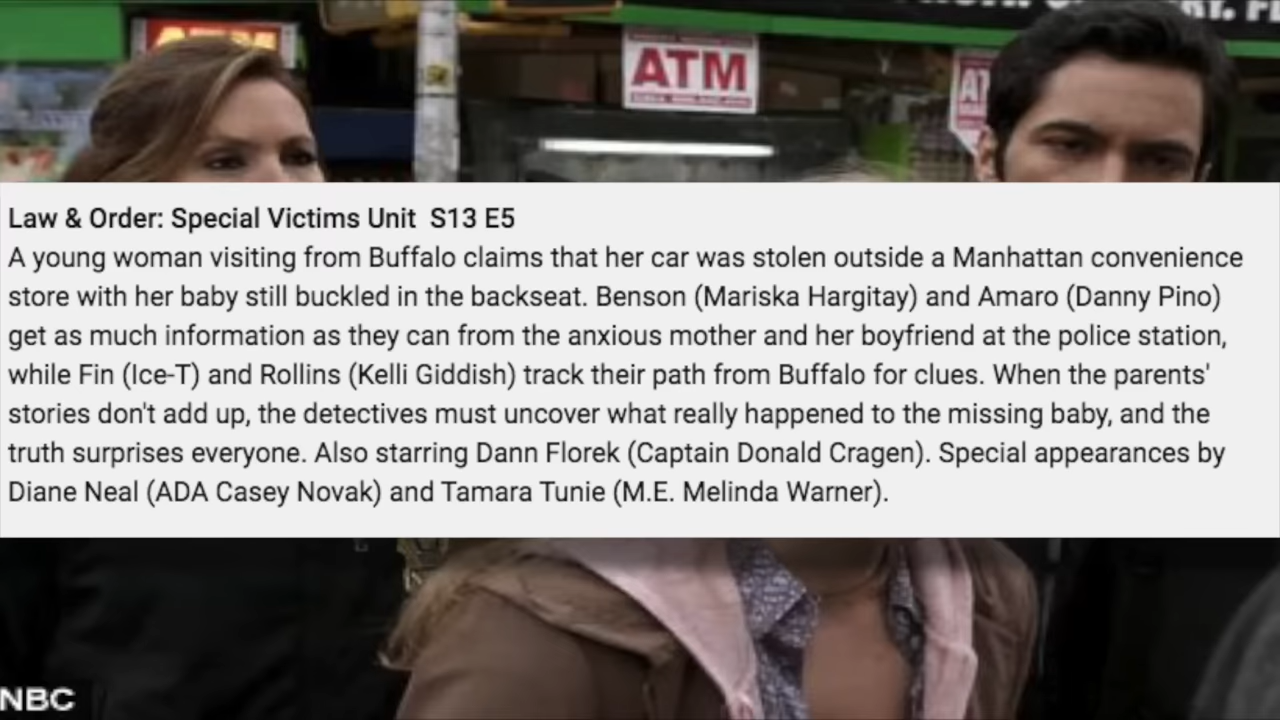 ATM
ATM
AT
Law & Order: Special Victims Unit  S13 E5
A young woman visiting from Buffalo claims that her car was stolen outside a Manhattan convenience
store with her baby still buckled in the backseat. Benson (Mariska Hargitay) and Amaro (Danny Pino)
get as much information as they can from the anxious mother and her boyfriend at the police station,
while Fin (Ice-T) and Rollins (Kelli Giddish) track their path from Buffalo for clues. When the parents'
stories don't add up, the detectives must uncover what really happened to the missing baby, and the
truth surprises everyone. Also starring Dann Florek (Captain Donald Cragen). Special appearances by
Diane Neal (ADA Casey Novak) and Tamara Tunie (M.E. Melinda Warner).
NBC